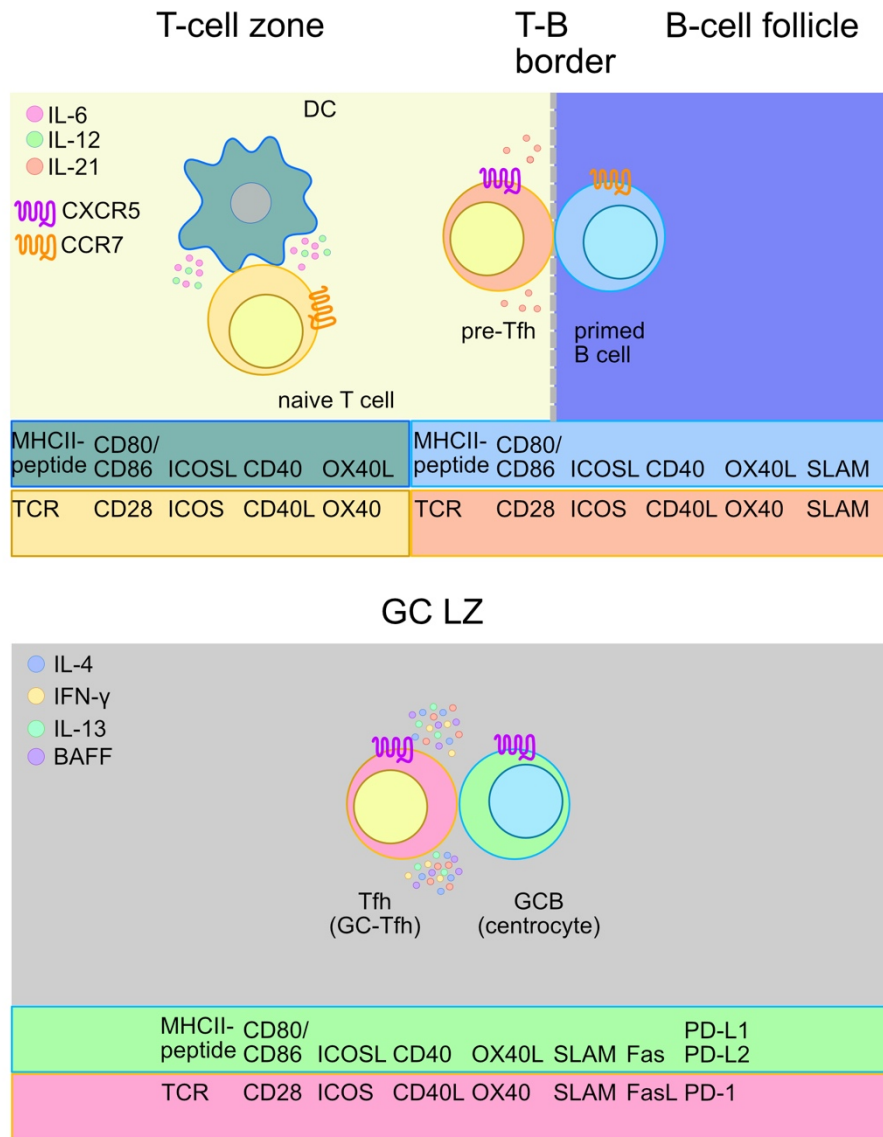 T-cell zone
T-B
border
B-cell follicle
IL-6
IL-12
IL-21
CXCR5
CCR7
DC
naive T cell
pre-Tfh
primed
B cell
MHCII-
peptide
CD80/
CD86
ICOSL
CD40
OX40L
MHCII-
peptide
CD80/
CD86
ICOSL
CD40
OX40L
SLAM
TCR
CD28
ICOS
CD40L
OX40
TCR
CD28
ICOS
CD40L
OX40
SLAM
GC LZ
IL-4
IFN-γ
IL-13
BAFF
Tfh
(GC-Tfh)
GCB
(centrocyte)
MHCII-
peptide
CD80/
CD86
ICOSL
CD40
OX40L
SLAM
Fas
PD-L1
PD-L2
TCR
CD28
ICOS
CD40L
OX40
SLAM
FasL
PD-1